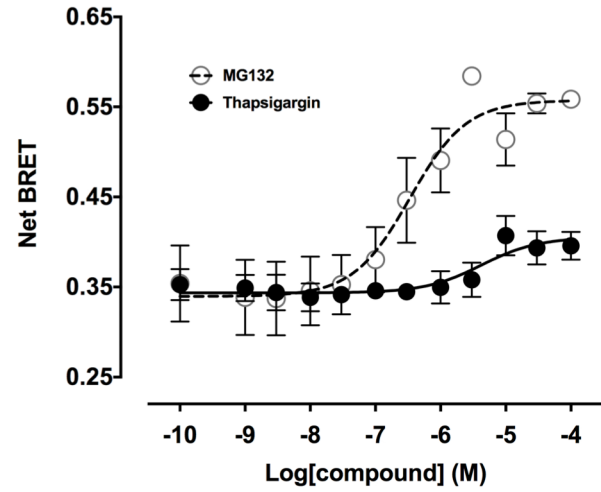 0.65
0.55
0.45
0.35
0.25
Net BRET
MG132
Thapsigargin
-10 -9 -8 -7 -6 -5 -4
Log[compound] (M)